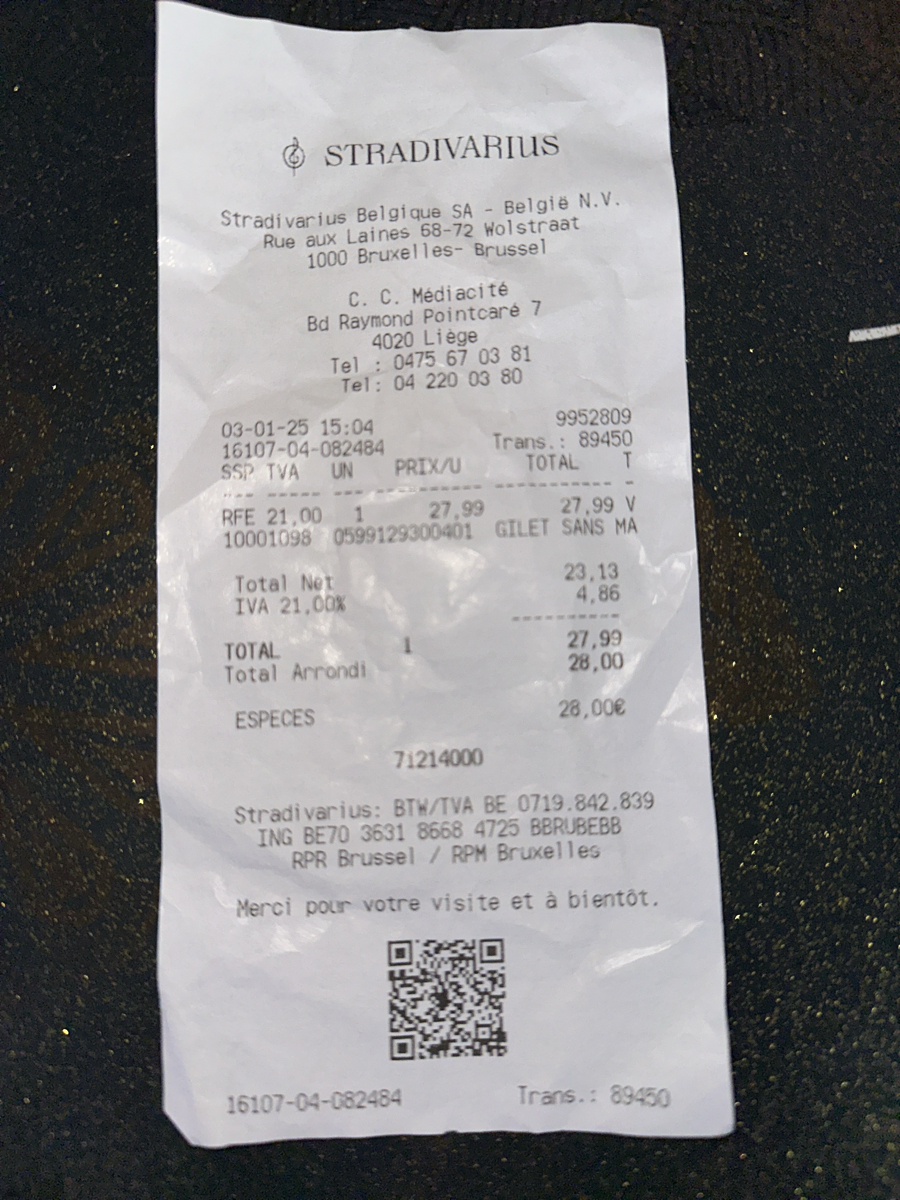 STRADIVARIUS
Stradivarius Belgique SA - België N.V.
Rue aux Laines 68-72 Wolstraat
1000 Bruxelles- Brussel
C. C. Médiacité
Bd Raymond Pointcaré 7
4020 Liège
Tel : 0475 67 03 81
Tel: 04 220 03 80
03-01-25 15:04 9952809
16107-04-082484 Trans.: 89450
SSP TVA UN PRIX/U TOTAL T
RFE 21,00 1 27,99 27,99 V
10001098 0599129300401 GILET SANS MA
Total Net 23,13
IVA 21,00% 4,86
TOTAL 1 27,99
Total Arrondi 28,00
ESPECES 28,00€
71214000
Stradivarius: BTW/TVA BE 0719.842.839
ING BE70 3631 8668 4725 BBRUBEBB
RPR Brussel / RPM Bruxelles
Merci pour votre visite et à bientôt.
16107-04-082484 Trans.: 89450